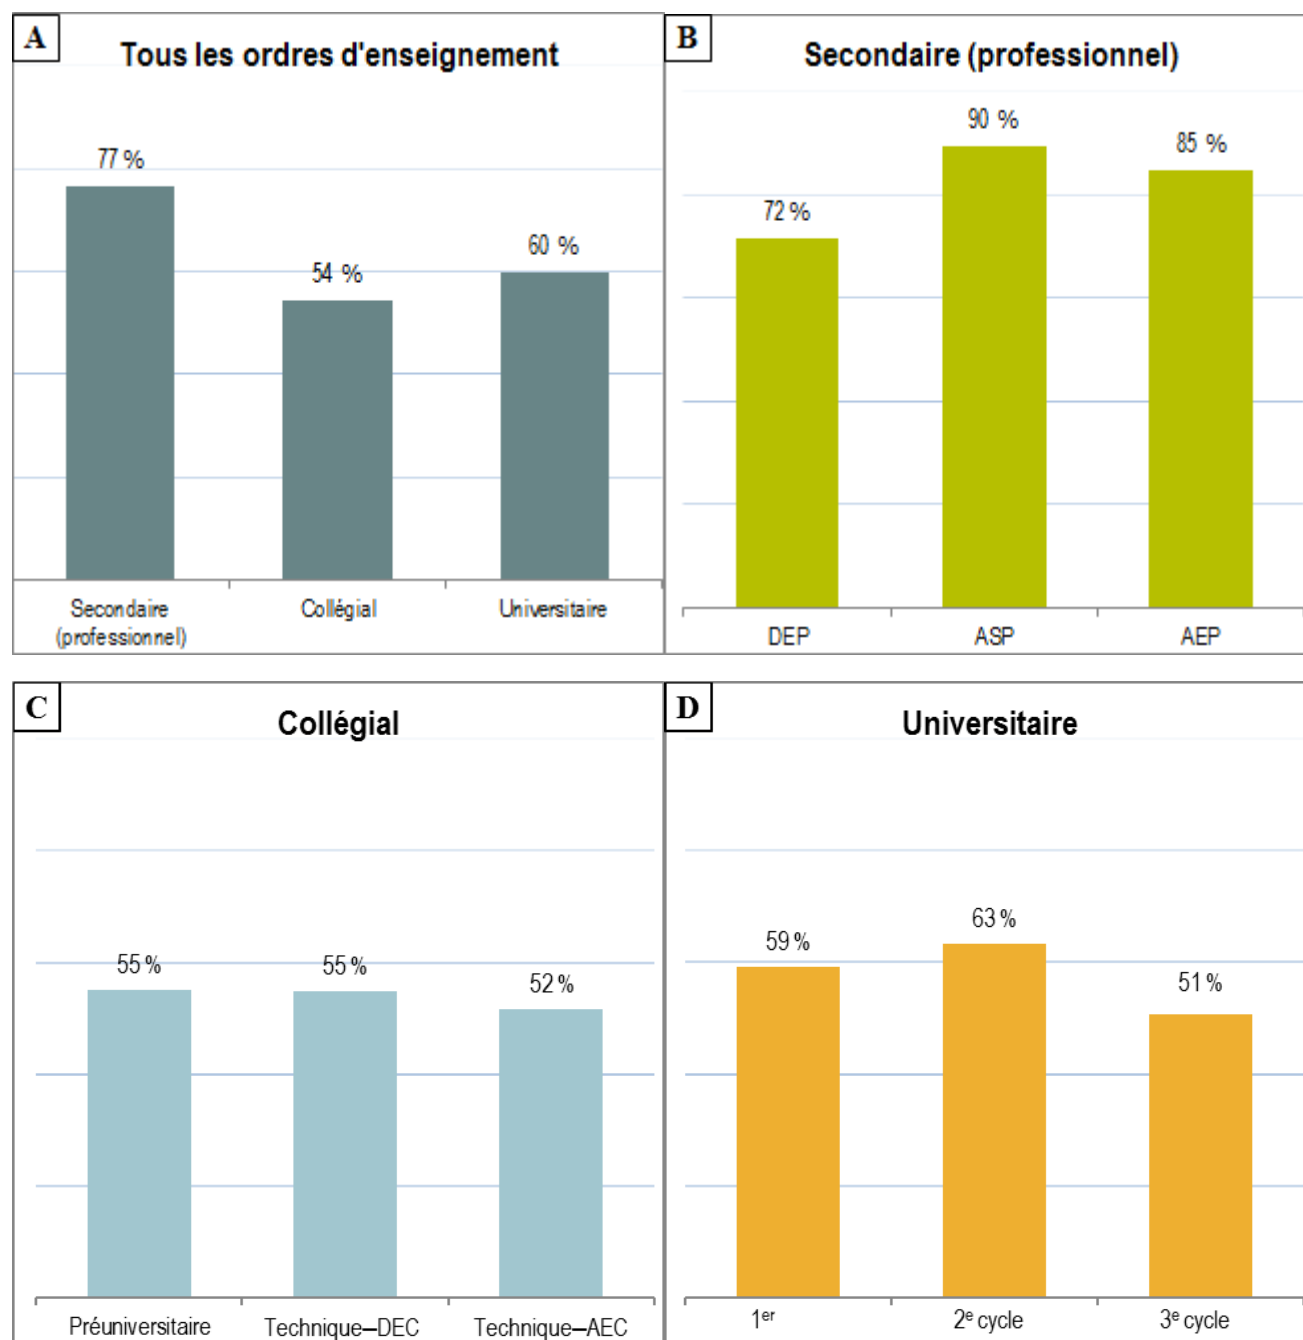 A
Tous les ordres d'enseignement
77 %
54 %
60 %
Secondaire
(professionnel)
Collégial
Universitaire
B
Secondaire (professionnel)
72 %
90 %
85 %
DEP
ASP
AEP
C
Collégial
55 %
55 %
52 %
Préuniversitaire
Technique–DEC
Technique–AEC
D
Universitaire
59 %
63 %
51 %
1er
2e cycle
3e cycle